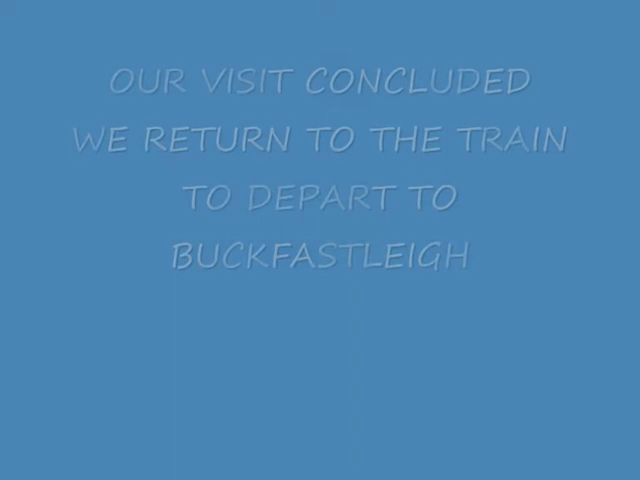 OUR VISIT CONCLUDED
WE RETURN TO THE TRAIN
TO DEPART TO
BUCKFASTLEIGH